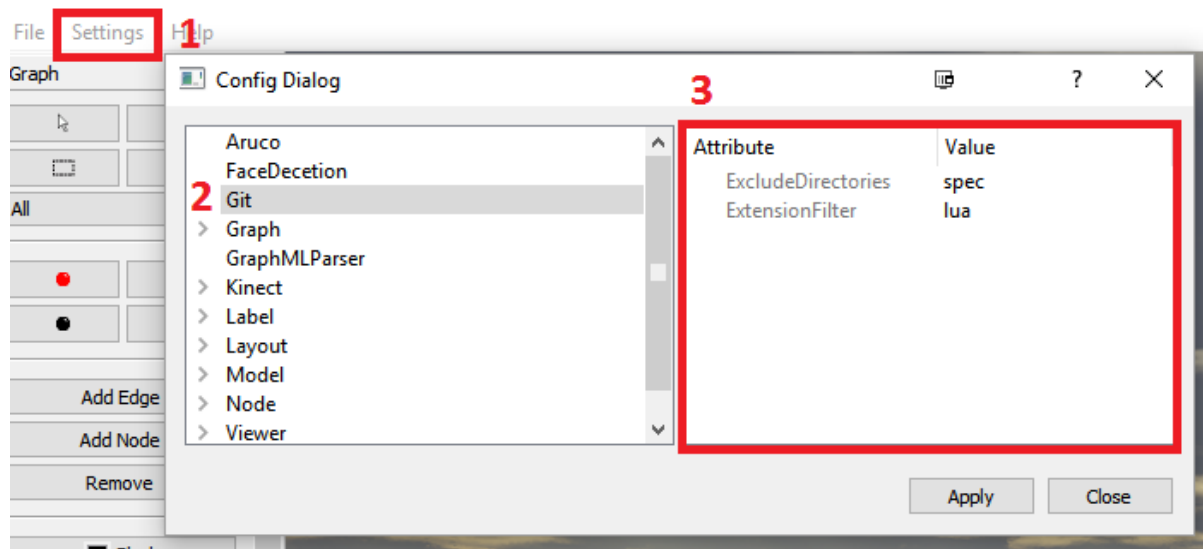 File Settings 1 Help
Graph
Config Dialog
?
3
Aruco
FaceDecetion
2 Git
Graph
GraphMLParser
Kinect
Label
Layout
Model
Node
Viewer
Attribute Value
ExcludeDirectories spec
ExtensionFilter lua
All
Add Edge
Add Node
Remove
Apply Close